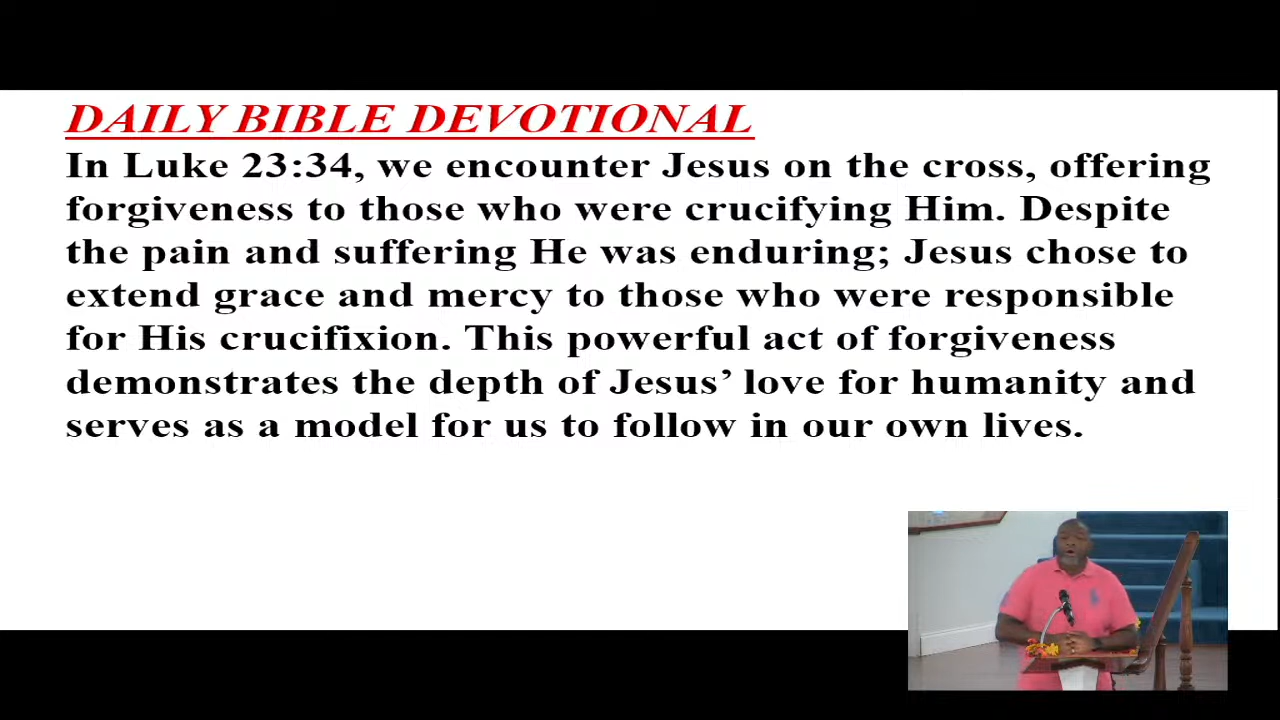 DAILY BIBLE DEVOTIONAL
In Luke 23:34, we encounter Jesus on the cross, offering
forgiveness to those who were crucifying Him. Despite
the pain and suffering He was enduring; Jesus chose to
extend grace and mercy to those who were responsible
for His crucifixion. This powerful act of forgiveness
demonstrates the depth of Jesus’ love for humanity and
serves as a model for us to follow in our own lives.